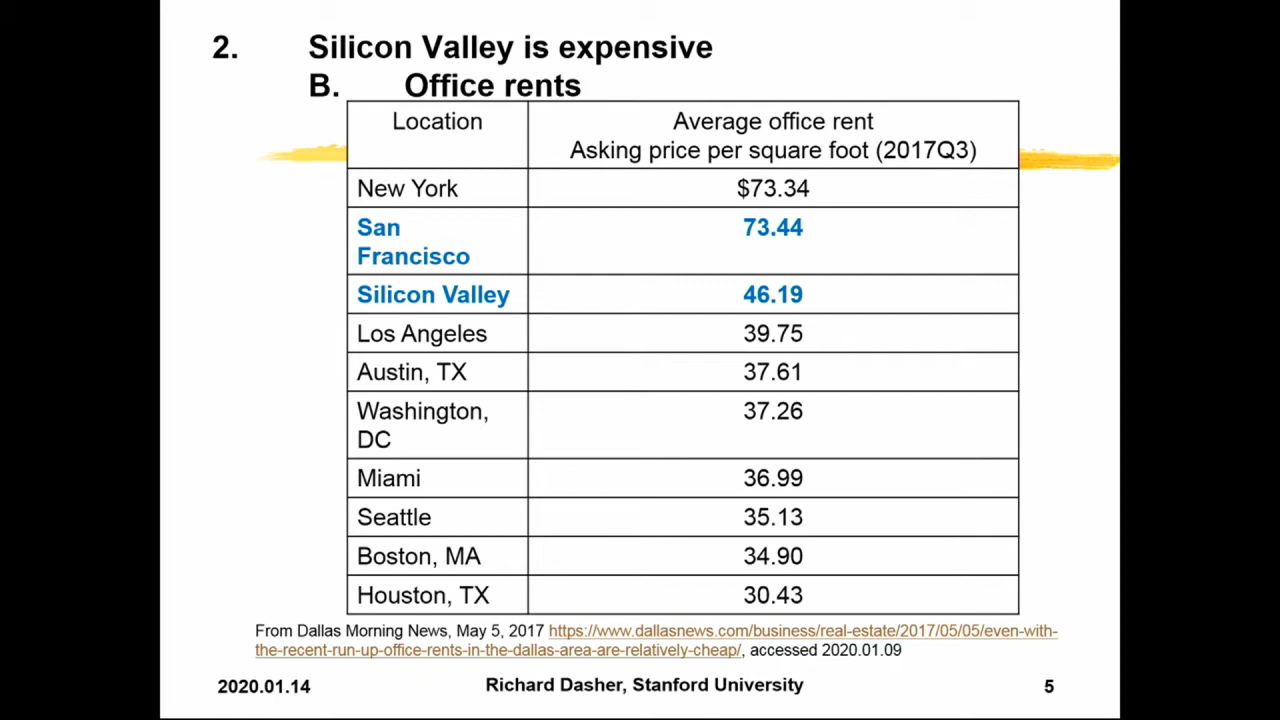 2. Silicon Valley is expensive
B. Office rents
Location
Average office rent
Asking price per square foot (2017Q3)
New York $73.34
San
Francisco
73.44
Silicon Valley 46.19
Los Angeles 39.75
Austin, TX 37.61
Washington,
DC
37.26
Miami 36.99
Seattle 35.13
Boston, MA 34.90
Houston, TX 30.43
From Dallas Morning News, May 5, 2017 https://www.dallasnews.com/business/real-estate/2017/05/05/even-with-
the-recent-run-up-office-rents-in-the-dallas-area-are-relatively-cheap/, accessed 2020.01.09
2020.01.14 Richard Dasher, Stanford University 5